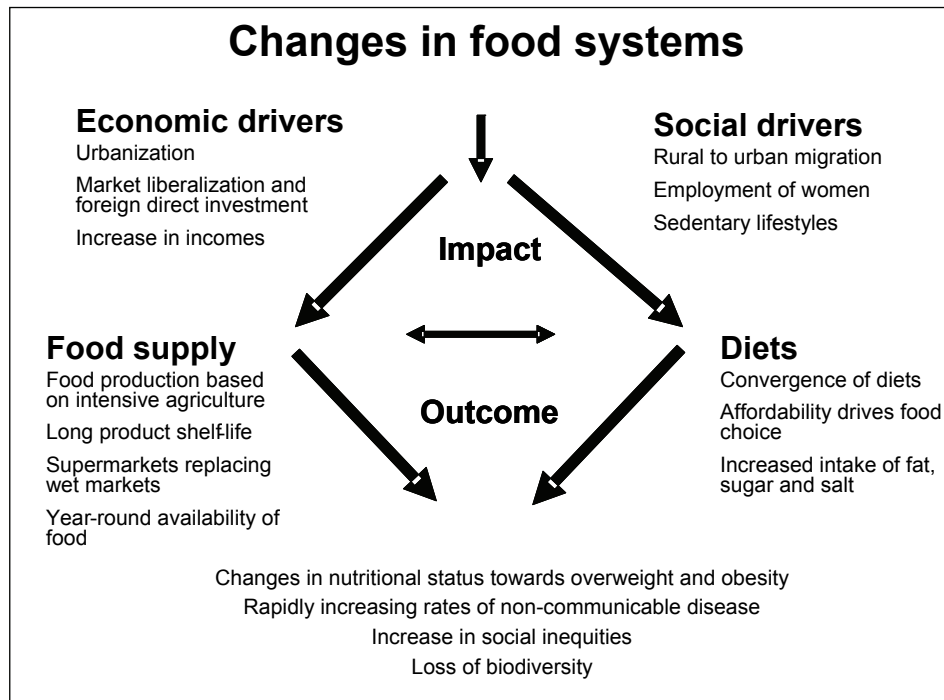 Changes in food systems
Economic drivers
Urbanization
Market liberalization and
foreign direct investment
Increase in incomes
Social drivers
Rural to urban migration
Employment of women
Sedentary lifestyles
Impact
Food supply
Food production based
on intensive agriculture
Long product shelf-life
Supermarkets replacing
wet markets
Year-round availability of
food
Outcome
Diets
Convergence of diets
Affordability drives food
choice
Increased intake of fat,
sugar and salt
Changes in nutritional status towards overweight and obesity
Rapidly increasing rates of non-communicable disease
Increase in social inequities
Loss of biodiversity